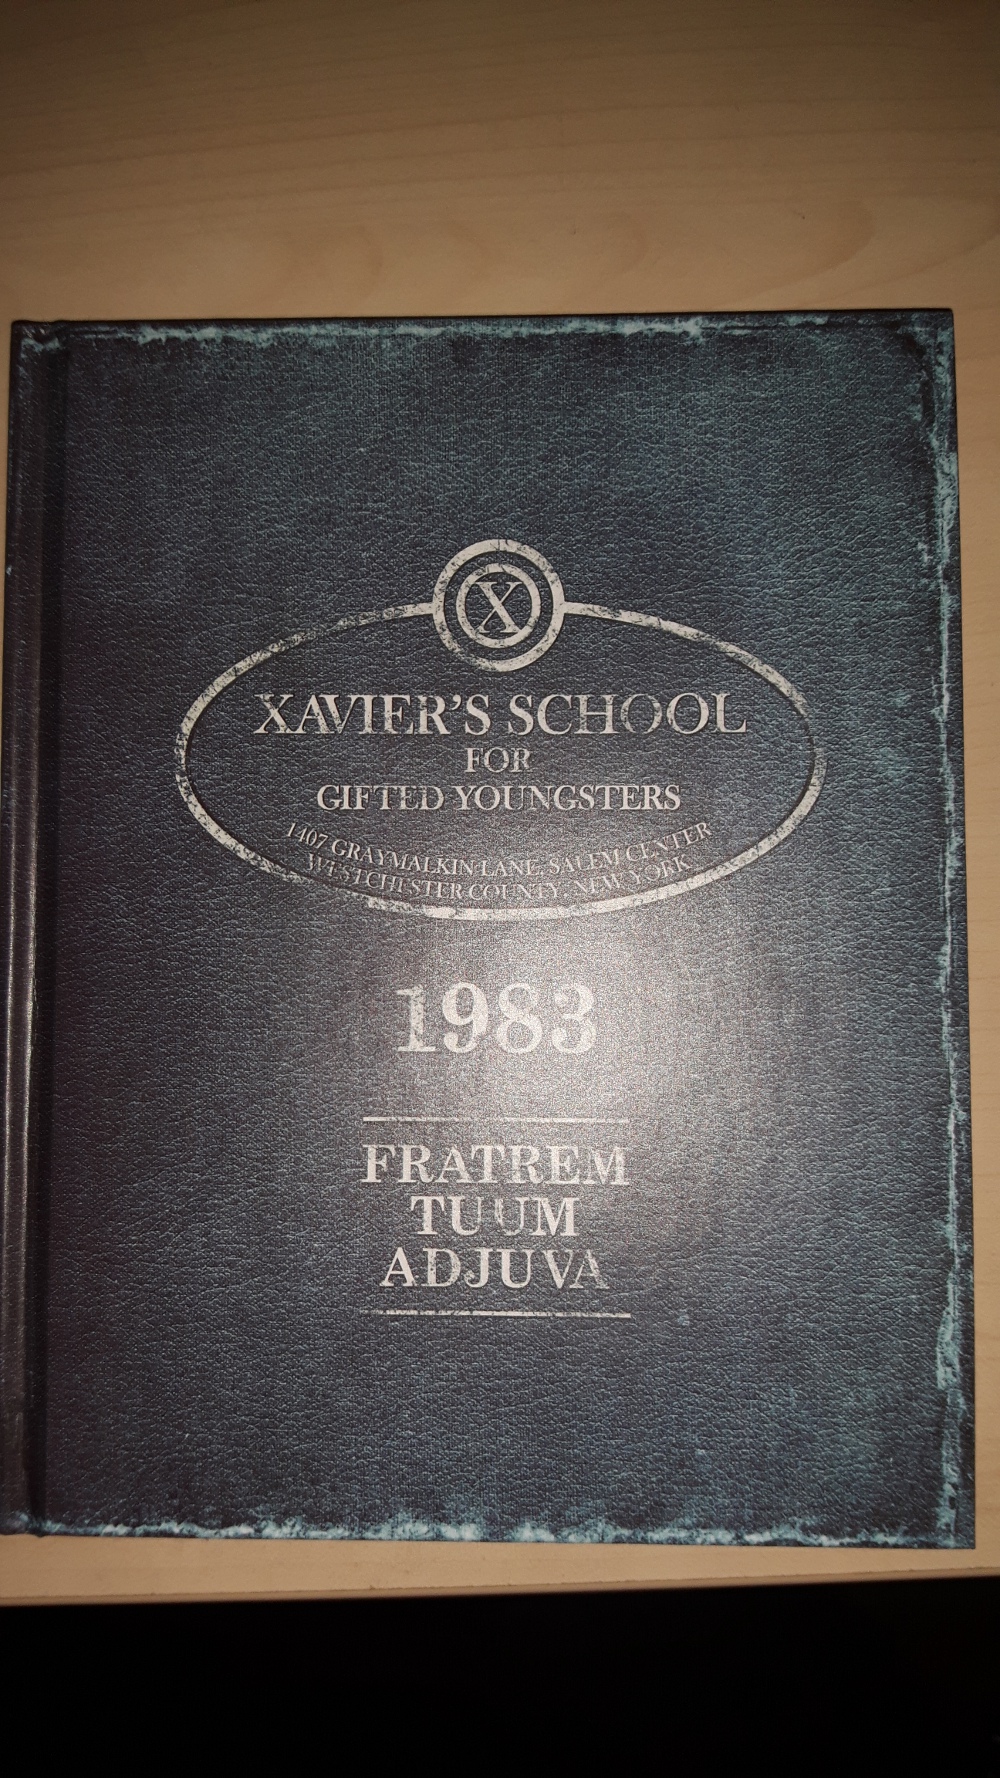 X
XAVIER'S SCHOOL
FOR
GIFTED YOUNGSTERS
1407 GRAYMALKIN LANE, SALEM CENTER
WESTCHESTER COUNTY, NEW YORK
1983
FRATREM
TUUM
ADJUVA